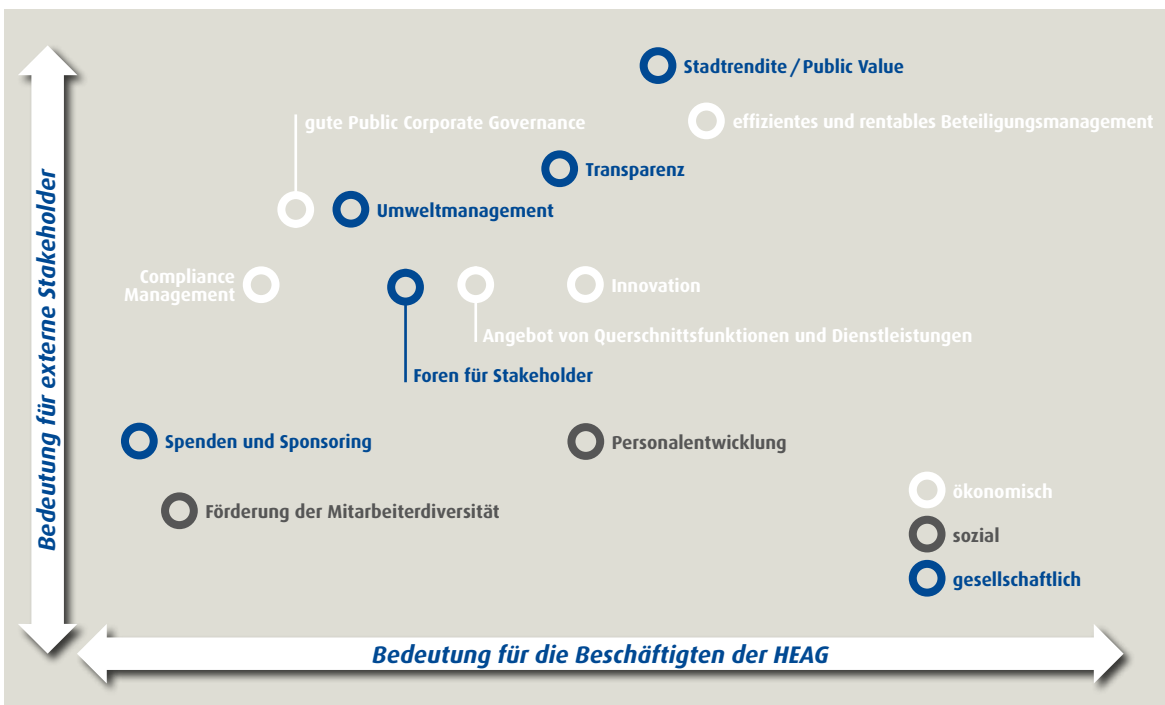 Stadtrendite / Public Value
gute Public Corporate Governance
effizientes und rentables Beteiligungsmanagement
Transparenz
Umweltmanagement
Compliance
Management
Innovation
Angebot von Querschnittsfunktionen und Dienstleistungen
Foren für Stakeholder
Spenden und Sponsoring
Personalentwicklung
Förderung der Mitarbeiterdiversität
ökonomisch
sozial
gesellschaftlich
Bedeutung für externe Stakeholder
Bedeutung für die Beschäftigten der HEAG